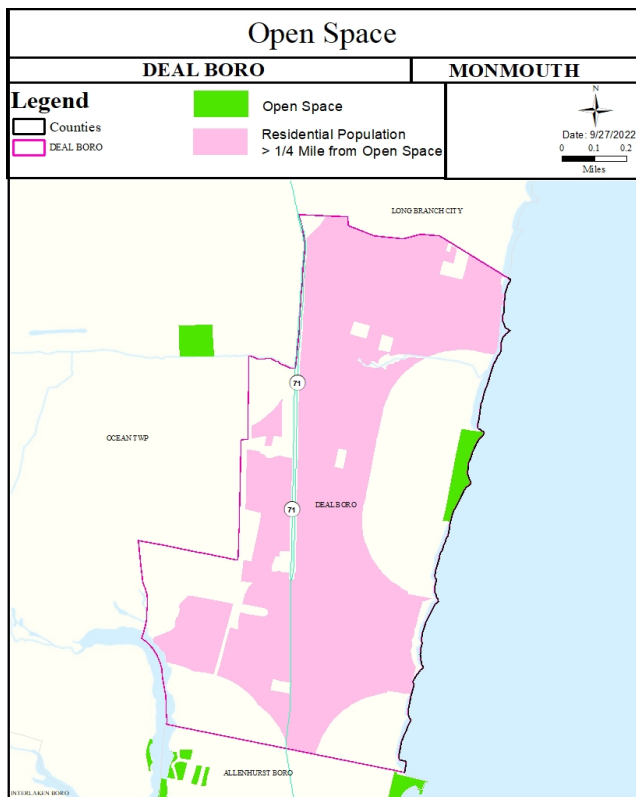 Open Space
DEAL BORO
MONMOUTH
Legend
Counties
DEAL BORO
Open Space
Residential Population
> 1/4 Mile from Open Space
N
Date: 9/27/2022
0 0.1 0.2
Miles
LONG BRANCH CITY
71
OCEAN TWP
71
DEAL BORO
ALLENHURST BORO
INTERLAKEN BORO